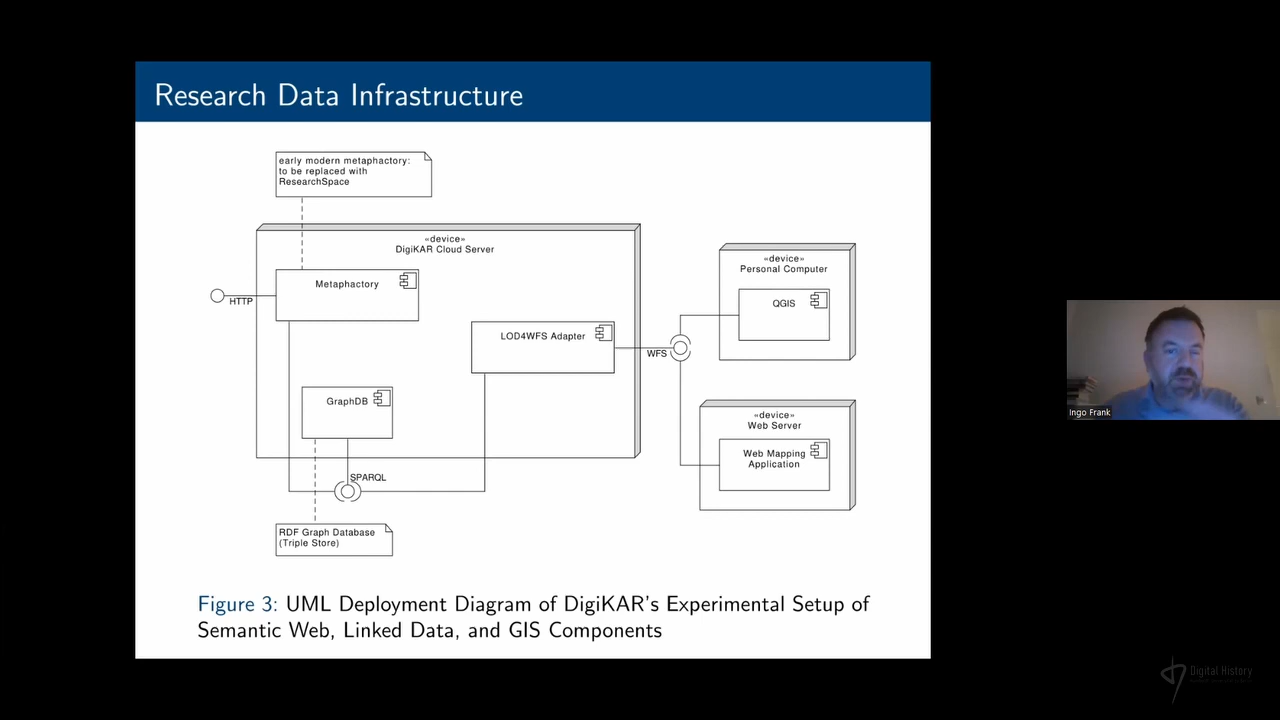 Research Data Infrastructure
early modern metaphactory:
to be replaced with
ResearchSpace
«device»
DigiKAR Cloud Server
Metaphactory
HTTP
LOD4WFS Adapter
WFS
GraphDB
SPARQL
RDF Graph Database
(Triple Store)
«device»
Personal Computer
QGIS
«device»
Web Server
Web Mapping
Application
Figure 3: UML Deployment Diagram of DigiKAR's Experimental Setup of
Semantic Web, Linked Data, and GIS Components
Ingo Frank
Digital History